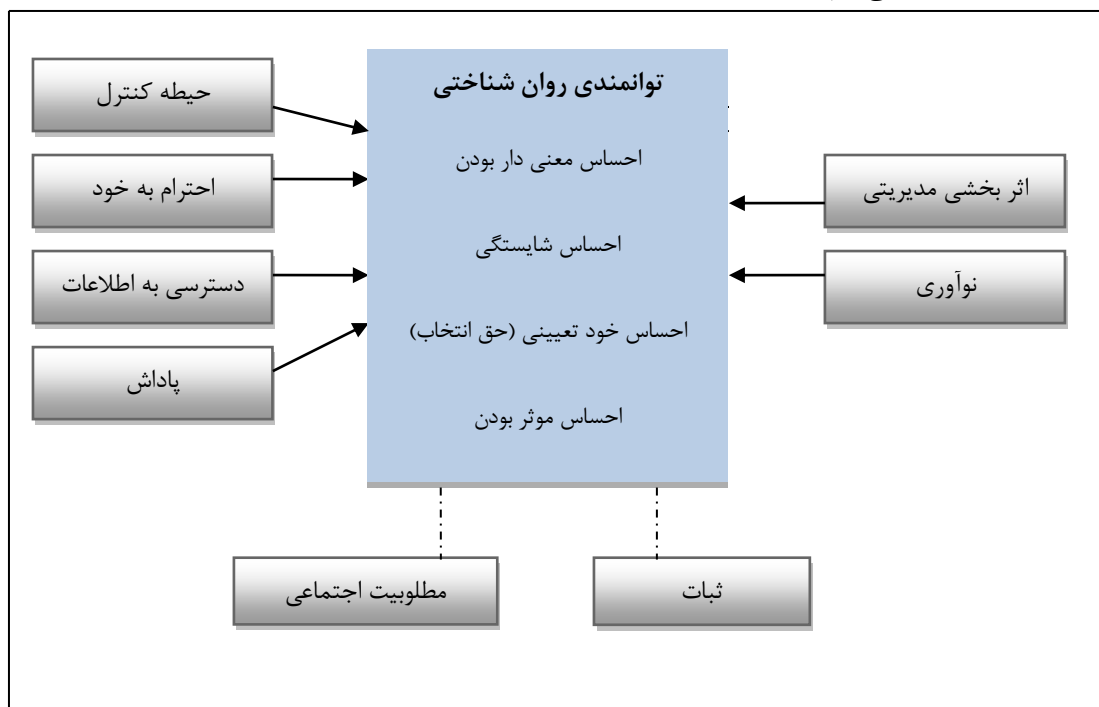 توانمندی روان شناختی
احساس معنی دار بودن
احساس شایستگی
احساس خود تعیینی (حق انتخاب)
احساس موثر بودن
اثر بخشی مدیریتی
نوآوری
حیطه کنترل
احترام به خود
دسترسی به اطلاعات
پاداش
ثبات
مطلوبیت اجتماعی